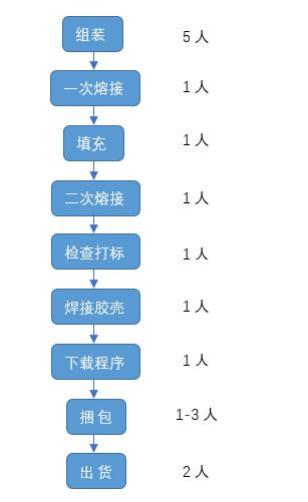 组装 5人
一次熔接 1人
填充 1人
二次熔接 1人
检查打标 1人
焊接胶壳 1人
下载程序 1人
捆包 1-3人
出货 2人